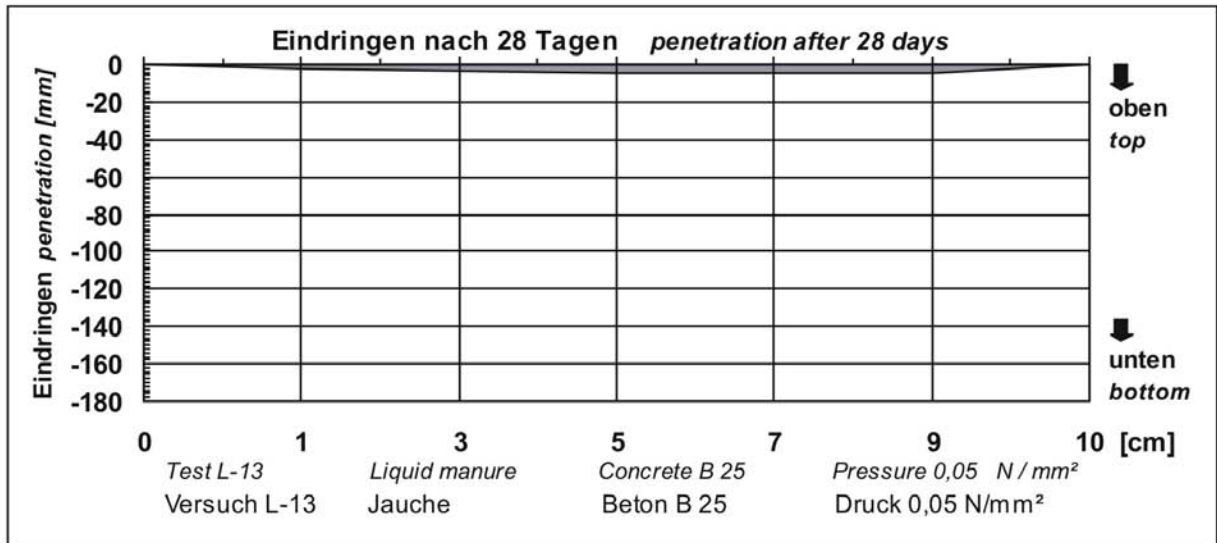 Eindringen nach 28 Tagen penetration after 28 days
Eindringen penetration [mm]
0
-20
-40
-60
-80
-100
-120
-140
-160
-180
oben
top
unten
bottom
0 1 3 5 7 9 10 [cm]
Test L-13 Liquid manure Concrete B 25 Pressure 0,05 N / mm²
Versuch L-13 Jauche Beton B 25 Druck 0,05 N/mm²